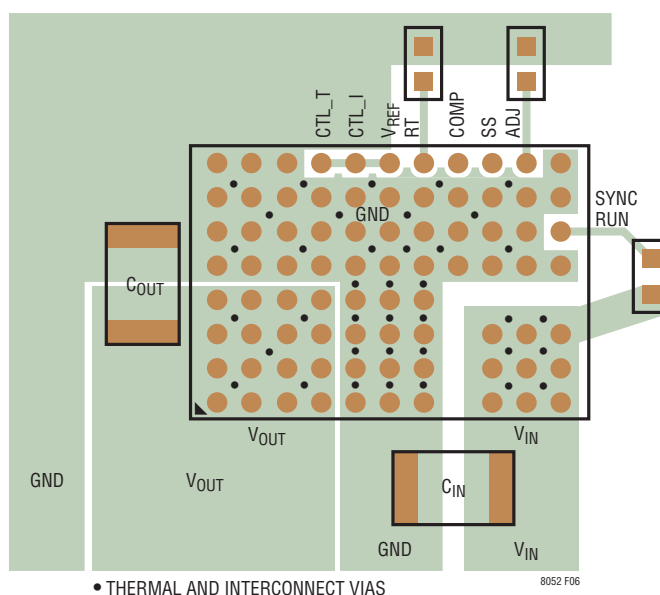 CTL_T
CTL_I
VREF
RT
COMP
SS
ADJ
GND
SYNC
RUN
COUT
VOUT
VIN
GND
VOUT
CIN
GND
VIN
• THERMAL AND INTERCONNECT VIAS
8052 F06